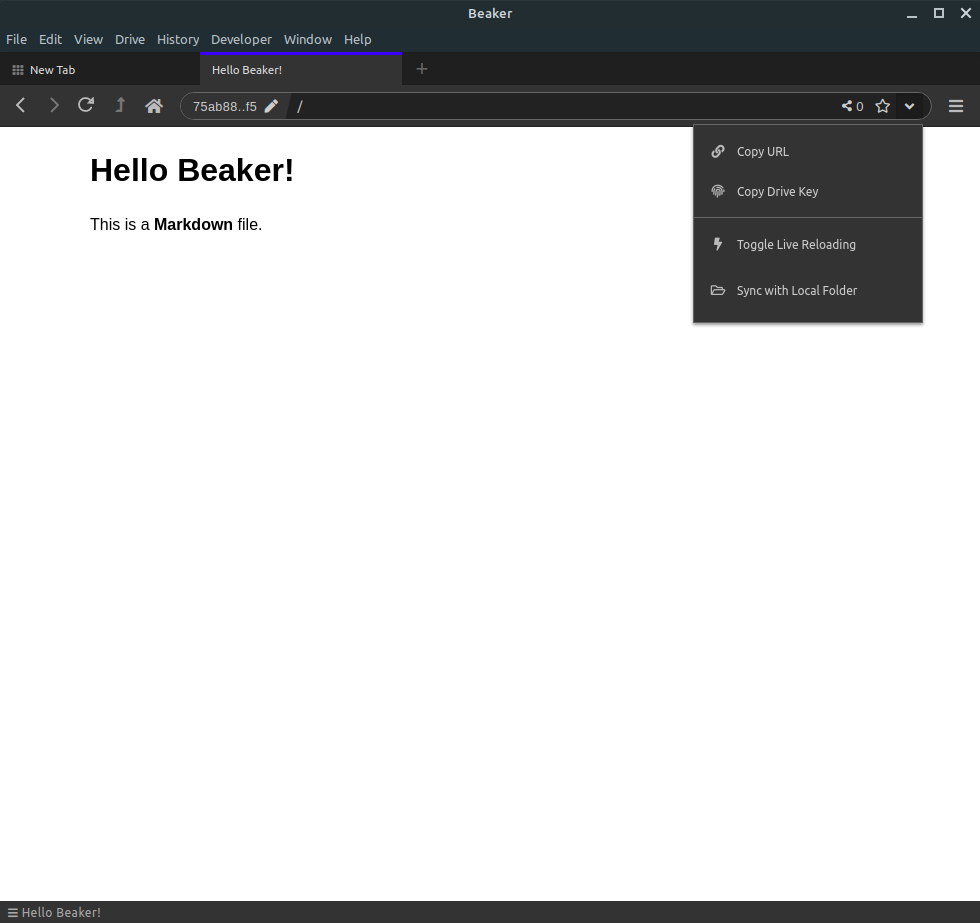 Beaker
File Edit View Drive History Developer Window Help
New Tab
Hello Beaker!
75ab88..f5 / 0
Copy URL
Copy Drive Key
Toggle Live Reloading
Sync with Local Folder
Hello Beaker!
This is a Markdown file.
Hello Beaker!